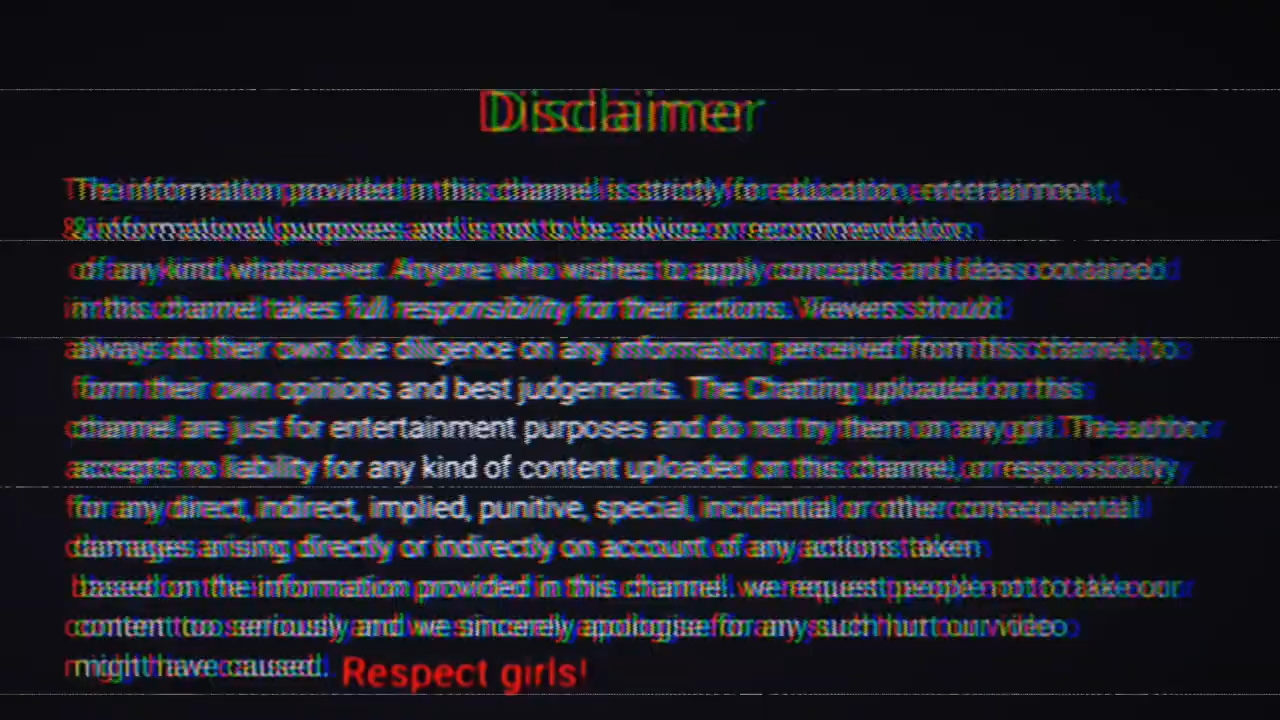 Disclaimer
The information provided in this channel is strictly for education, entertainment,
& informational purposes and is not to be advice or recommendation
of any kind whatsoever. Anyone who wishes to apply concepts and ideas contained
in this channel takes full responsibility for their actions. Viewers should
always do their own due diligence on any information perceived from this channel, to
form their own opinions and best judgements. The Chatting uploaded on this
channel are just for entertainment purposes and do not try them on any girl. The author
accepts no liability for any kind of content uploaded on this channel, or responsibility
for any direct, indirect, implied, punitive, special, incidental or other consequential
damages arising directly or indirectly on account of any actions taken
based on the information provided in this channel. we request people not to take our
content too seriously and we sincerely apologise for any such hurt our video
might have caused. Respect girls!